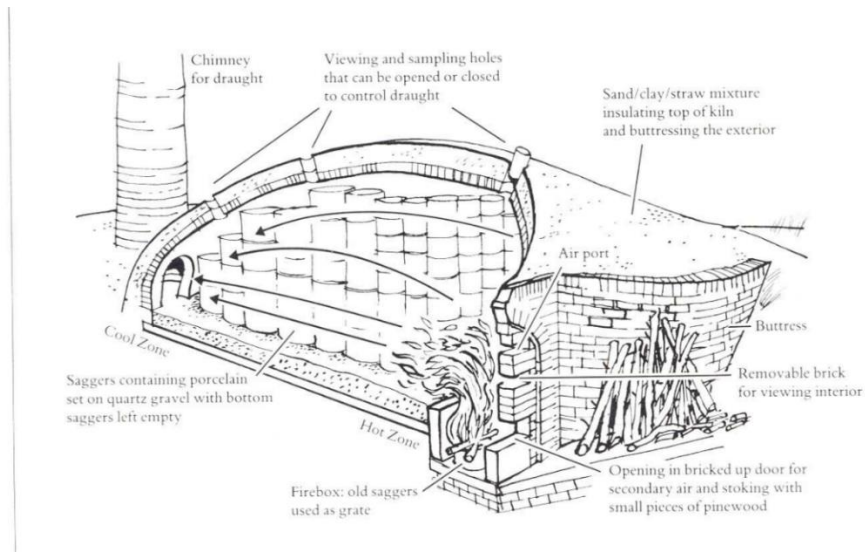 Chimney
for draught
Viewing and sampling holes
that can be opened or closed
to control draught
Sand/clay/straw mixture
insulating top of kiln
and buttressing the exterior
Air port
Buttress
Cool Zone
Removable brick
for viewing interior
Saggers containing porcelain
set on quartz gravel with bottom
saggers left empty
Hot Zone
Opening in bricked up door for
secondary air and stoking with
small pieces of pinewood
Firebox: old saggers
used as grate